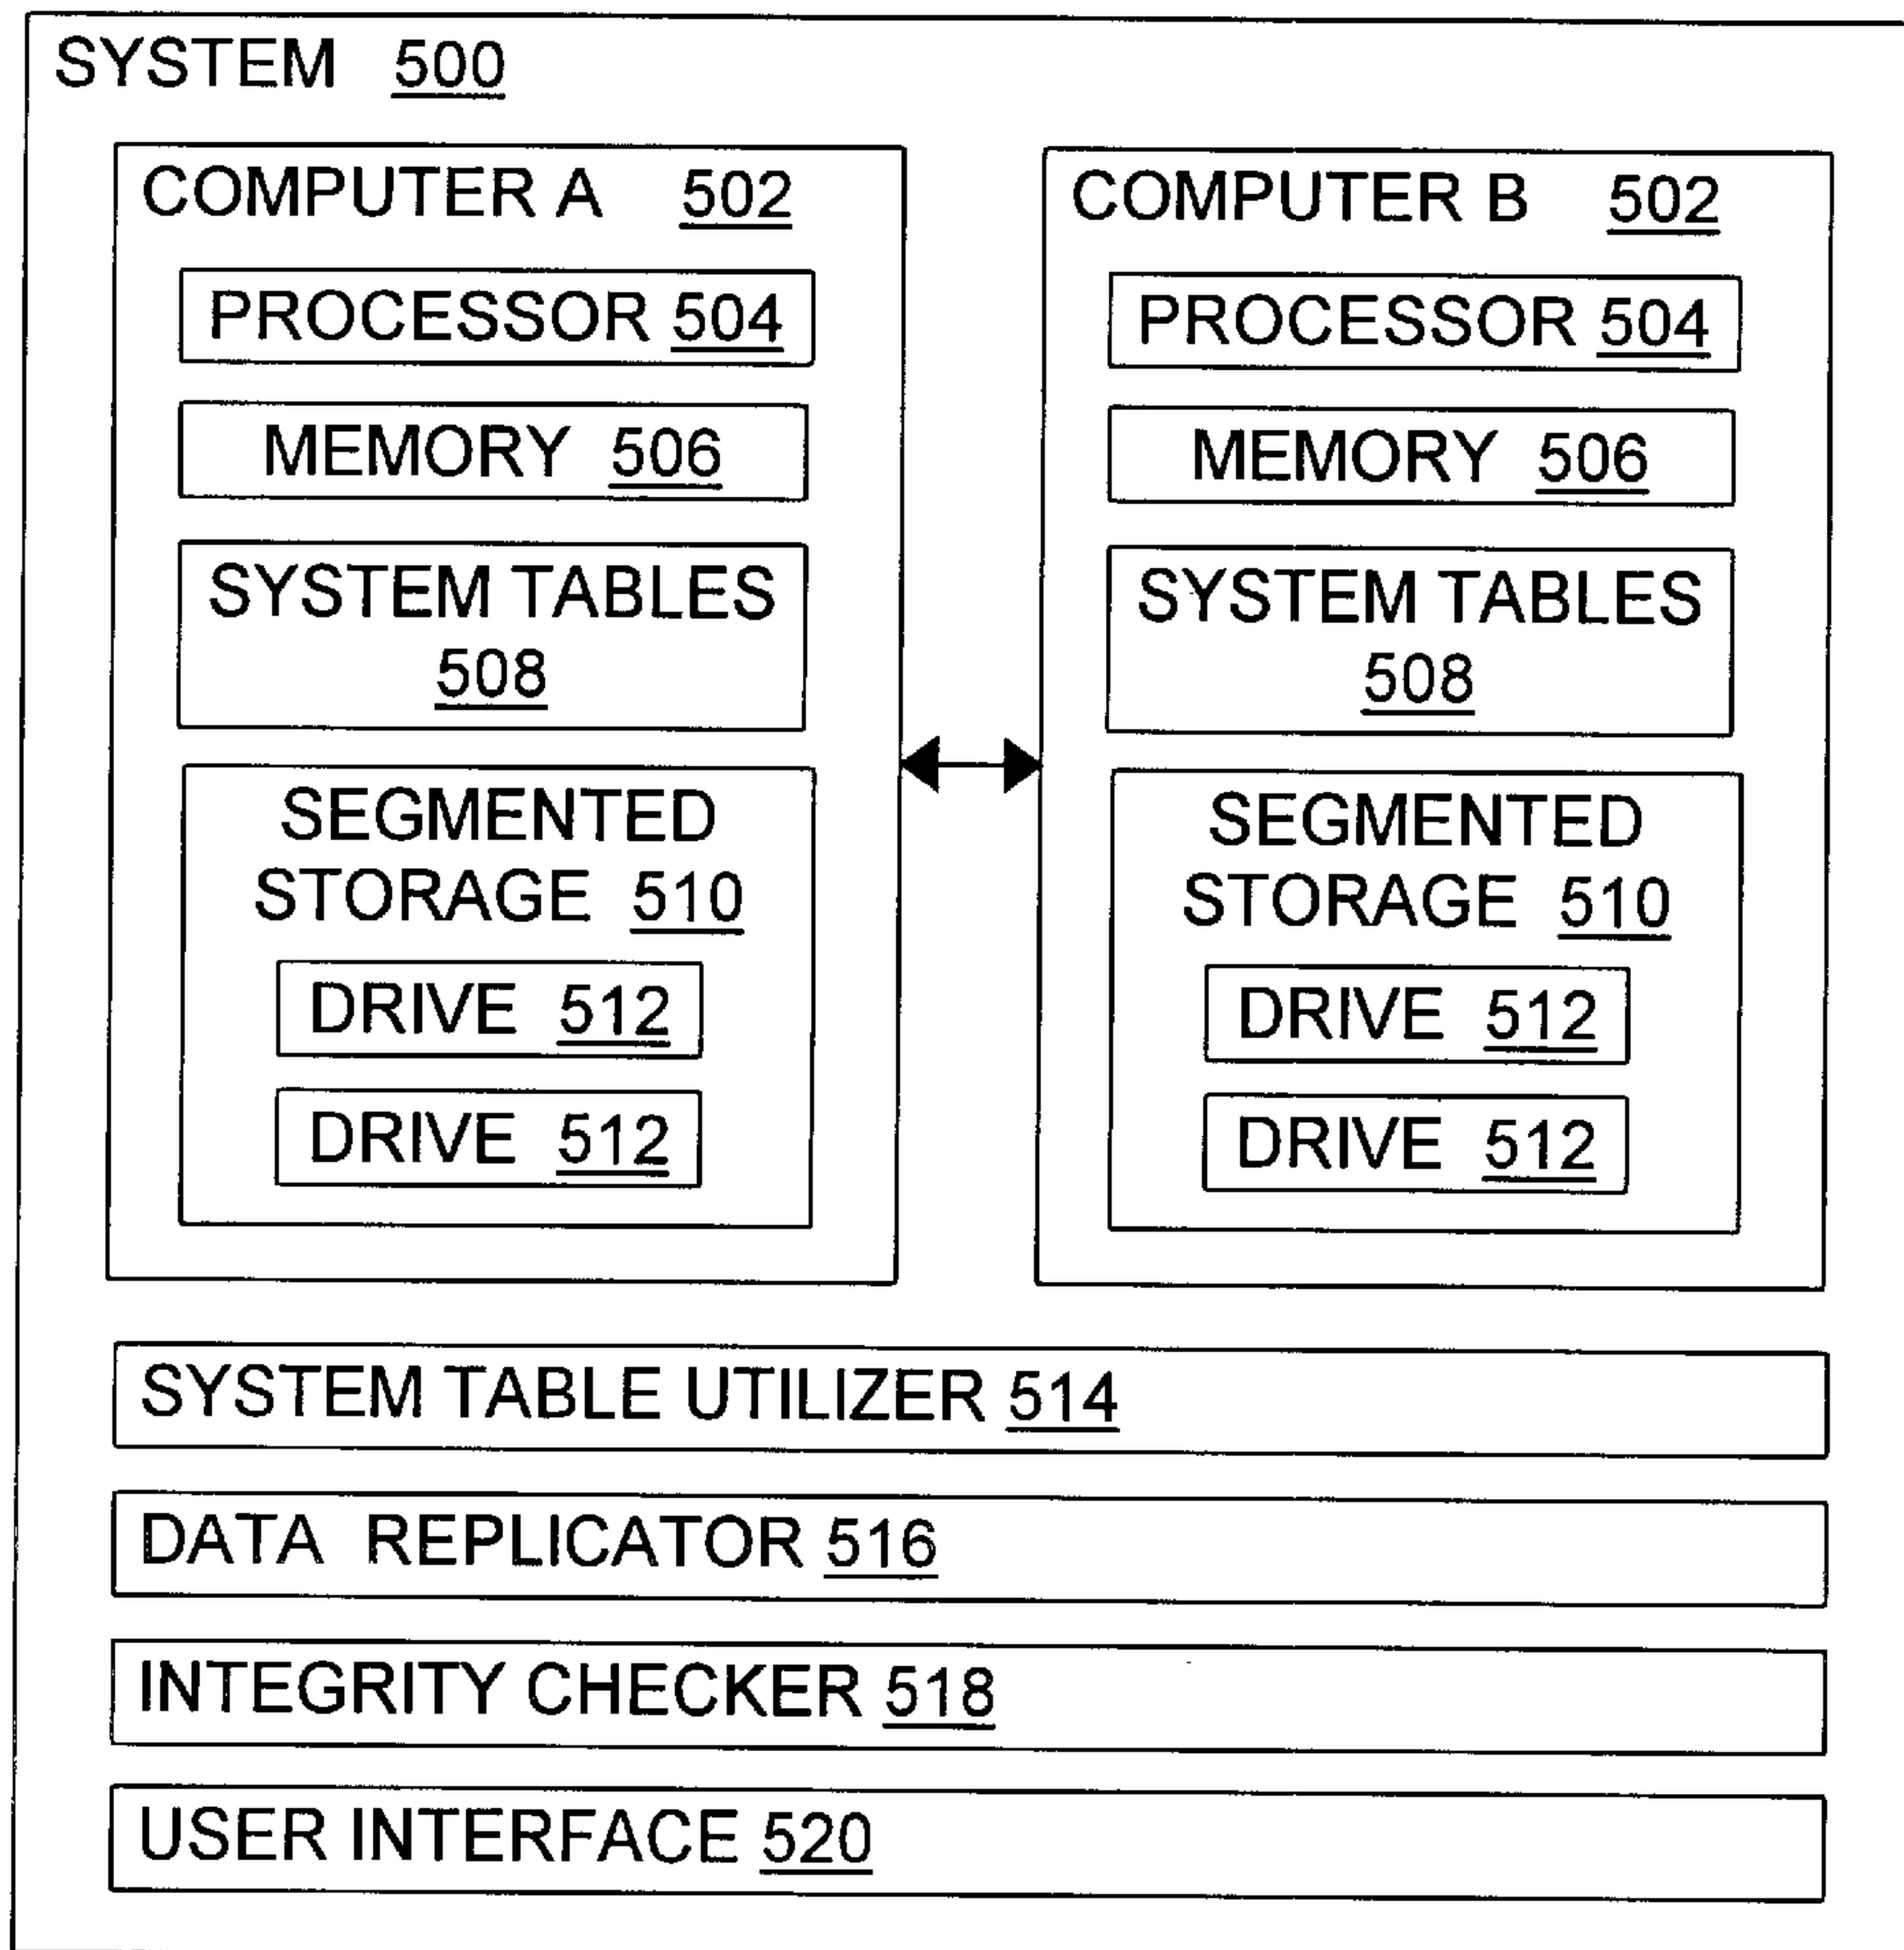 SYSTEM 500
COMPUTER A 502
PROCESSOR 504
MEMORY 506
SYSTEM TABLES
508
SEGMENTED
STORAGE 510
DRIVE 512
DRIVE 512
COMPUTER B 502
PROCESSOR 504
MEMORY 506
SYSTEM TABLES
508
SEGMENTED
STORAGE 510
DRIVE 512
DRIVE 512
SYSTEM TABLE UTILIZER 514
DATA REPLICATOR 516
INTEGRITY CHECKER 518
USER INTERFACE 520